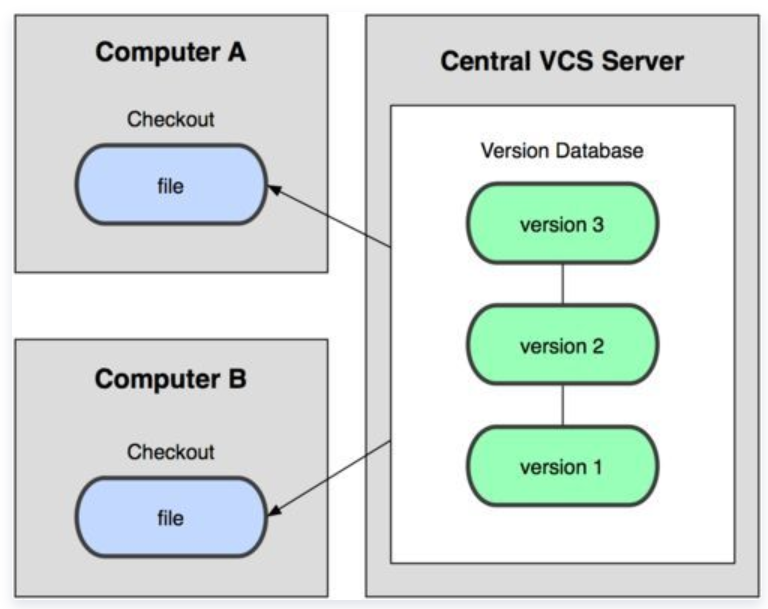 Computer A
Checkout
file
Computer B
Checkout
file
Central VCS Server
Version Database
version 3
version 2
version 1